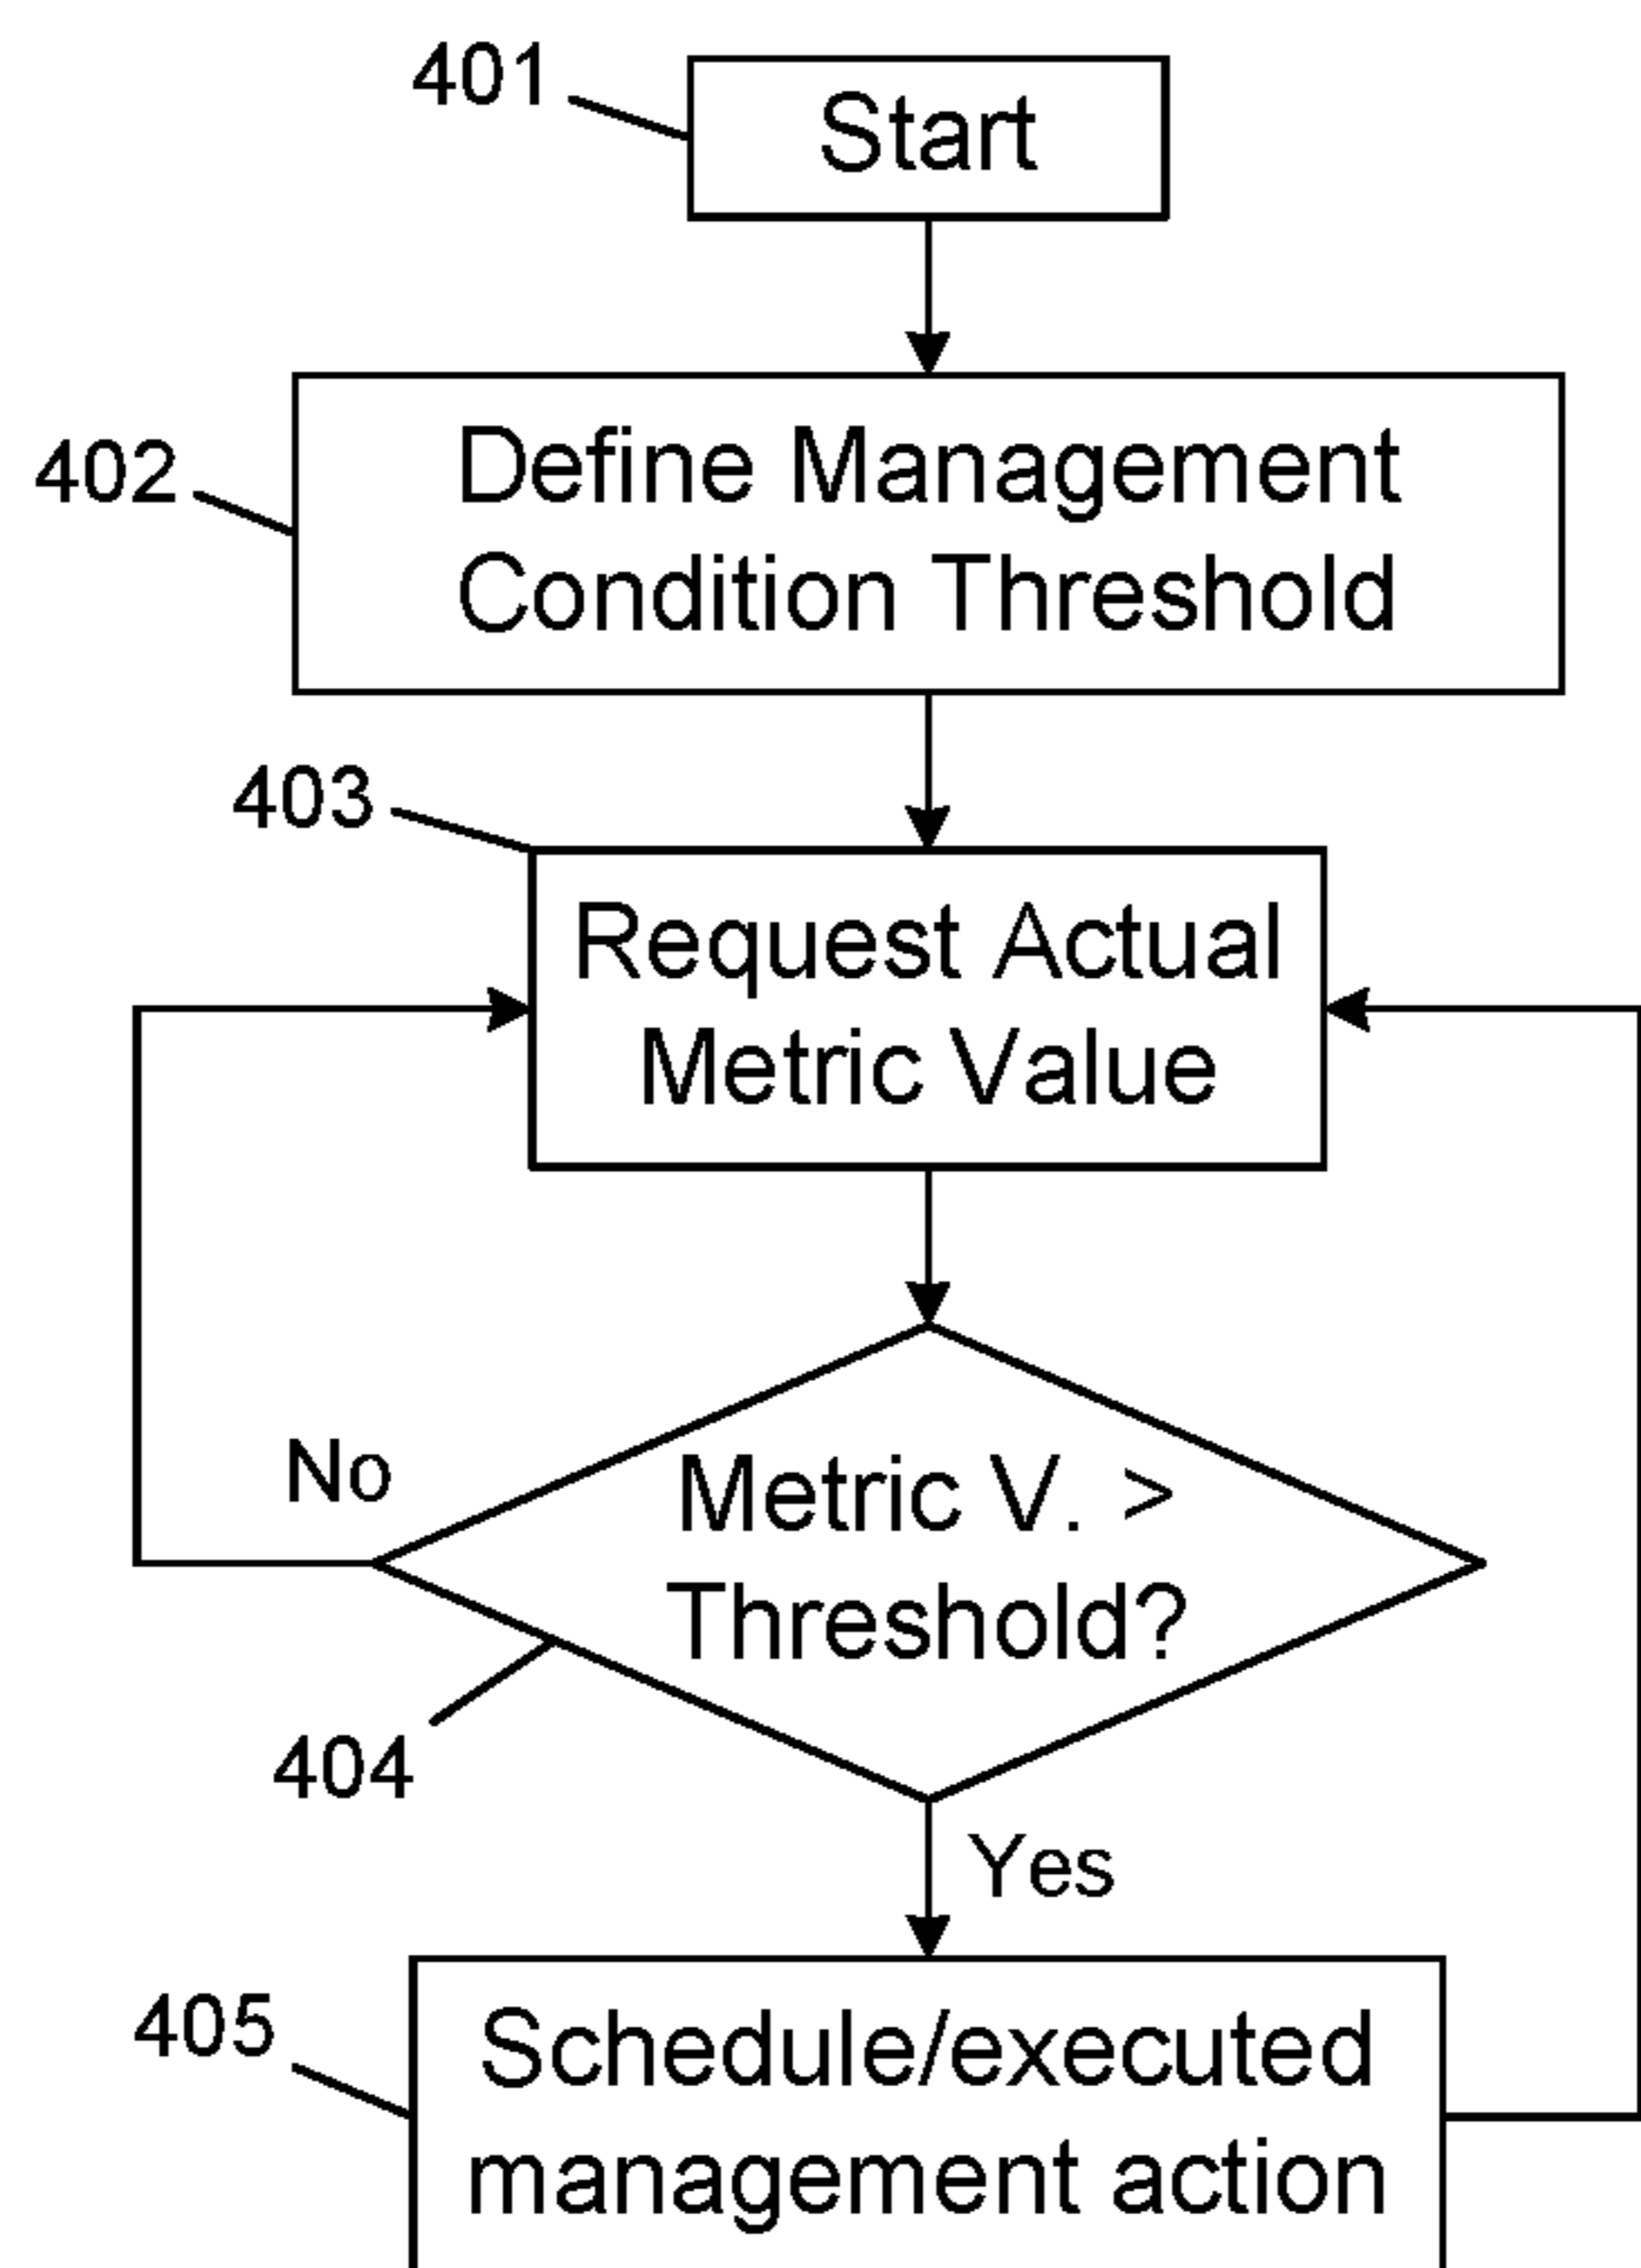 401
Start
402
Define Management
Condition Threshold
403
Request Actual
Metric Value
No
Metric V. >
Threshold?
404
Yes
405
Schedule/executed
management action